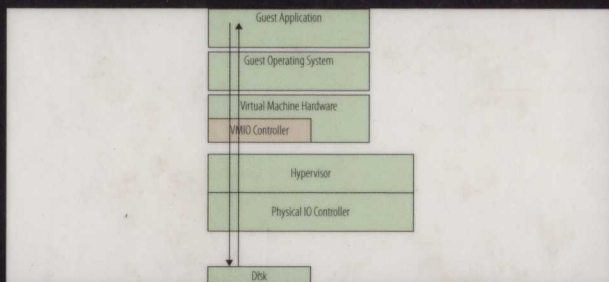 Guest Application
Guest Operating System
Virtual Machine Hardware
VMIO Controller
Hypervisor
Physical IO Controller
Disk